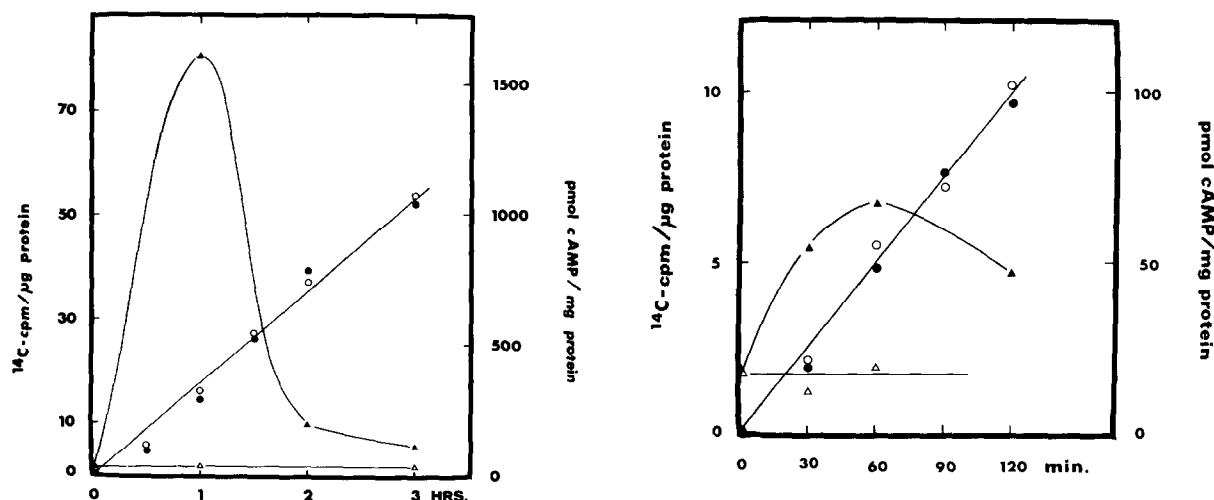 70
50
30
10
0
14C-cpm/µg protein
1500
1000
500
0
pmol cAMP/mg protein
0 1 2 3 HRS.
10
5
0
14C-cpm/µg protein
100
50
0
pmol cAMP/mg protein
0 30 60 90 120 min.